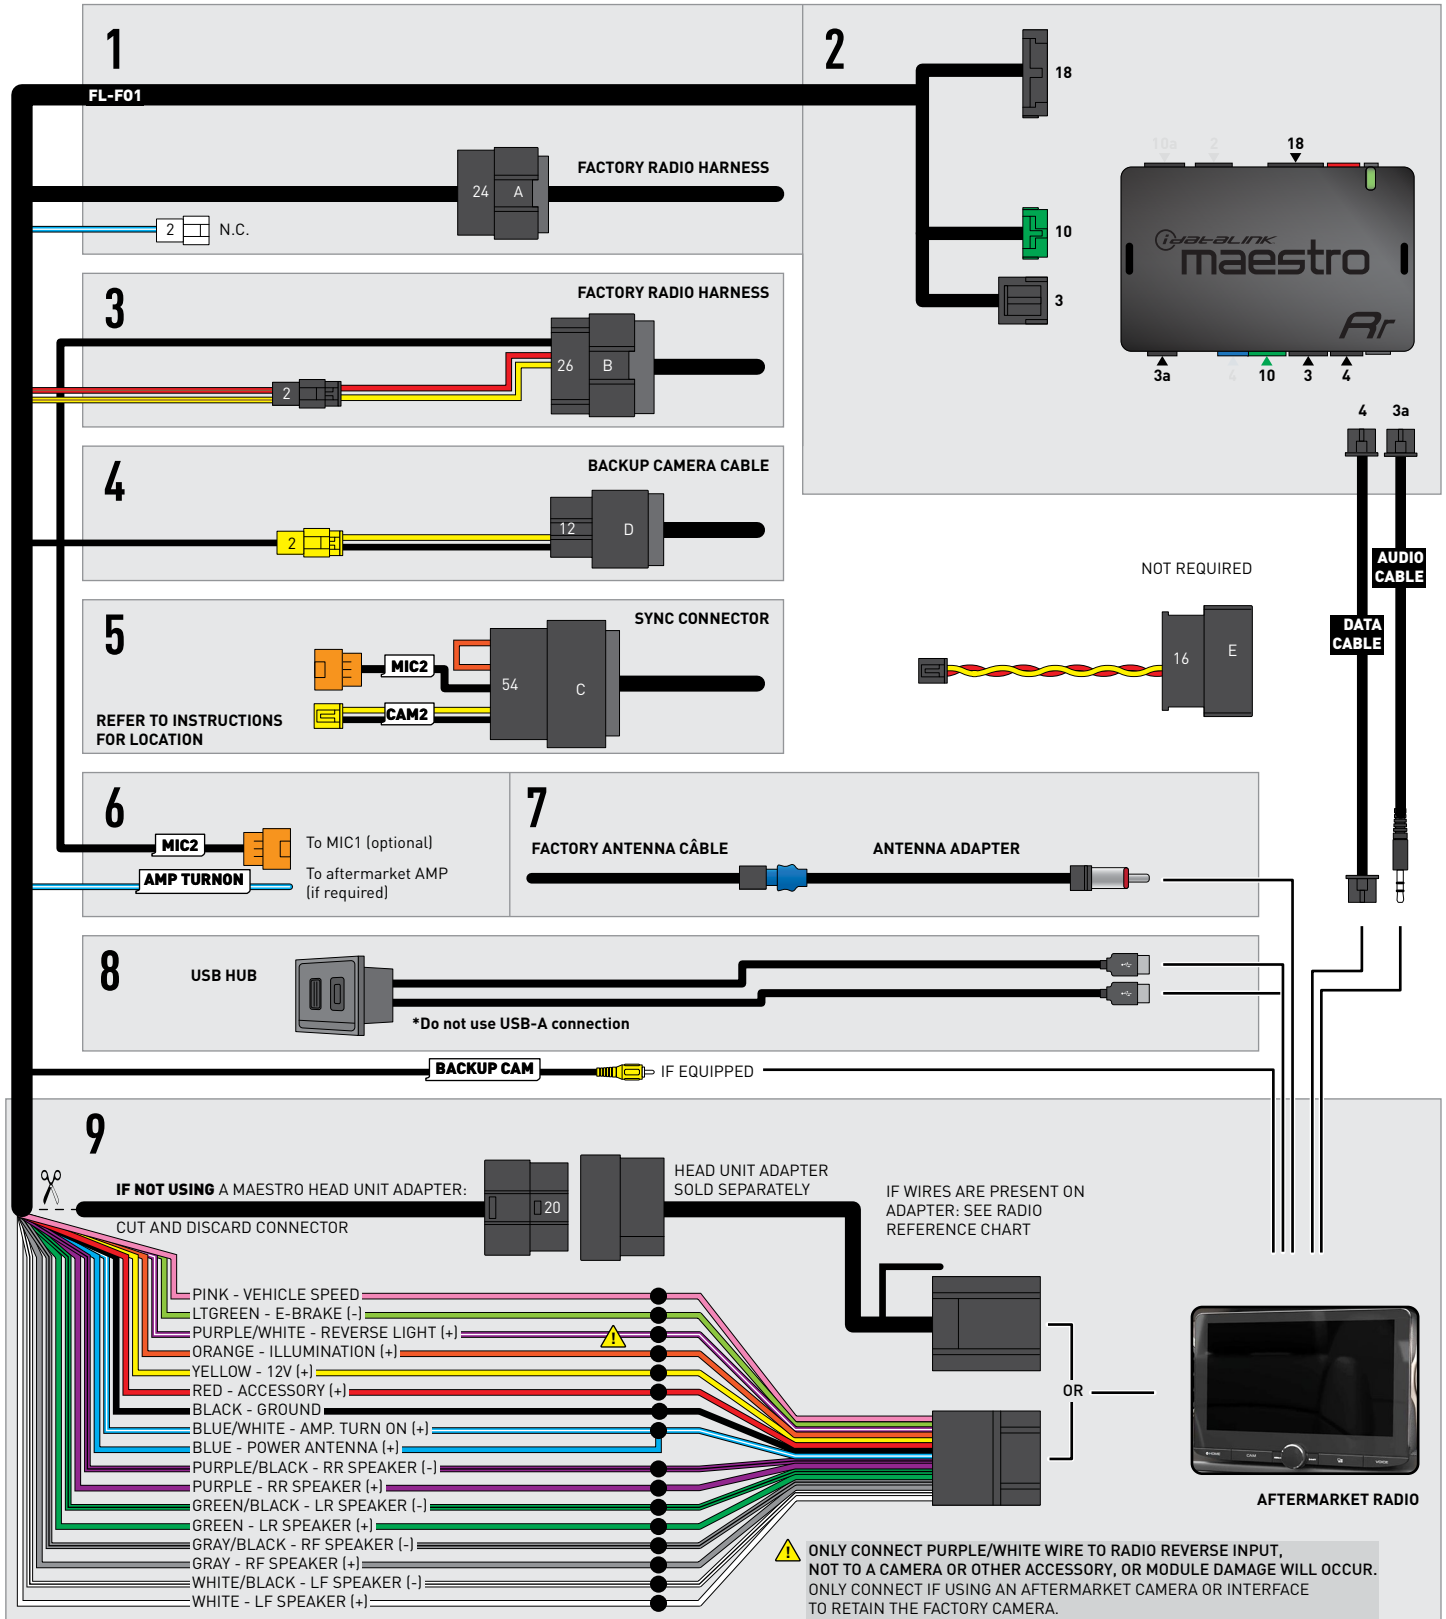 1
FL-F01
FACTORY RADIO HARNESS
24
A
2
N.C.
2
18
10
3
10a
2
18
idatalink
maestro
Rr
3a
4
10
3
4
4
3a
AUDIO
CABLE
DATA
CABLE
3
FACTORY RADIO HARNESS
26
B
2
4
BACKUP CAMERA CABLE
12
D
2
5
SYNC CONNECTOR
MIC2
54
C
CAM2
REFER TO INSTRUCTIONS
FOR LOCATION
NOT REQUIRED
16
E
6
MIC2
To MIC1 (optional)
AMP TURNON
To aftermarket AMP
(if required)
7
FACTORY ANTENNA CÂBLE
ANTENNA ADAPTER
8
USB HUB
*Do not use USB-A connection
BACKUP CAM
IF EQUIPPED
9
IF NOT USING A MAESTRO HEAD UNIT ADAPTER:
CUT AND DISCARD CONNECTOR
20
HEAD UNIT ADAPTER
SOLD SEPARATELY
IF WIRES ARE PRESENT ON
ADAPTER: SEE RADIO
REFERENCE CHART
PINK - VEHICLE SPEED
LTGREEN - E-BRAKE (-)
PURPLE/WHITE - REVERSE LIGHT (+)
ORANGE - ILLUMINATION (+)
YELLOW - 12V (+)
RED - ACCESSORY (+)
BLACK - GROUND
BLUE/WHITE - AMP. TURN ON (+)
BLUE - POWER ANTENNA (+)
PURPLE/BLACK - RR SPEAKER (-)
PURPLE - RR SPEAKER (+)
GREEN/BLACK - LR SPEAKER (-)
GREEN - LR SPEAKER (+)
GRAY/BLACK - RF SPEAKER (-)
GRAY - RF SPEAKER (+)
WHITE/BLACK - LF SPEAKER (-)
WHITE - LF SPEAKER (+)
OR
AFTERMARKET RADIO
ONLY CONNECT PURPLE/WHITE WIRE TO RADIO REVERSE INPUT,
NOT TO A CAMERA OR OTHER ACCESSORY, OR MODULE DAMAGE WILL OCCUR.
ONLY CONNECT IF USING AN AFTERMARKET CAMERA OR INTERFACE
TO RETAIN THE FACTORY CAMERA.